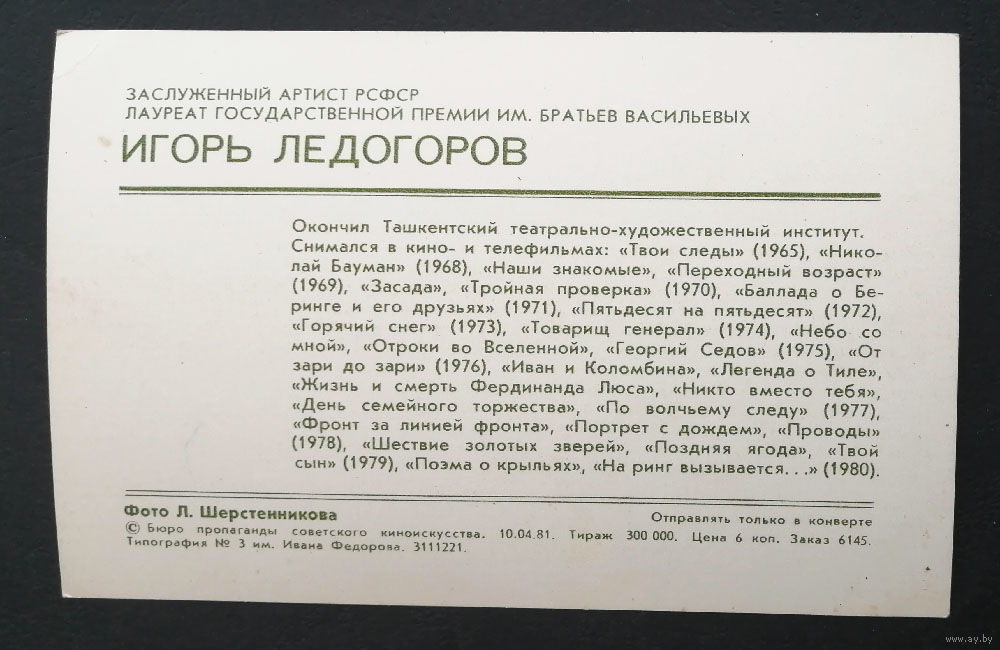 ЗАСЛУЖЕННЫЙ АРТИСТ РСФСР
ЛАУРЕАТ ГОСУДАРСТВЕННОЙ ПРЕМИИ ИМ. БРАТЬЕВ ВАСИЛЬЕВЫХ
ИГОРЬ ЛЕДОГОРОВ
Окончил Ташкентский театрально-художественный институт.
Снимался в кино- и телефильмах: «Твои следы» (1965), «Нико-
лай Бауман» (1968), «Наши знакомые», «Переходный возраст»
(1969), «Засада», «Тройная проверка» (1970), «Баллада о Бе-
ринге и его друзьях» (1971), «Пятьдесят на пятьдесят» (1972),
«Горячий снег» (1973), «Товарищ генерал» (1974), «Небо со
мной», «Отроки во Вселенной», «Георгий Седов» (1975), «От
зари до зари» (1976), «Иван и Коломбина», «Легенда о Тиле»,
«Жизнь и смерть Фердинанда Люса», «Никто вместо тебя»,
«День семейного торжества», «По волчьему следу» (1977),
«Фронт за линией фронта», «Портрет с дождем», «Проводы»
(1978), «Шествие золотых зверей», «Поздняя ягода», «Твой
сын» (1979), «Поэма о крыльях», «На ринг вызывается. . .» (1980).
Фото Л. Шерстенникова
Отправлять только в конверте
© Бюро пропаганды советского киноискусства. 10.04.81. Тираж 300 000. Цена 6 коп. Заказ 6145.
Типография № 3 им. Ивана Федорова. 3111221.
www.ay.by